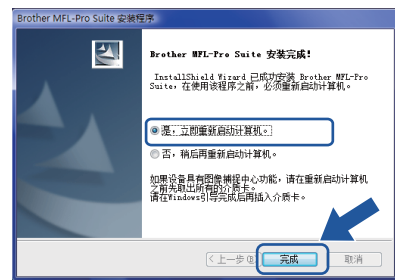 Brother MFL-Pro Suite 安装程序
Brother MFL-Pro Suite 安装完成!
InstallShield Wizard 已成功安装 Brother MFL-Pro
Suite，在使用该程序之前，必须重新启动计算机。
是，立即重新启动计算机。
否，稍后再重新启动计算机。
如果设备具有图像捕捉中心功能，请在重新启动计算机
之前先取出所有的介质卡。
请在Windows引导完成后再插入介质卡。
<上一步(B)
完成
取消